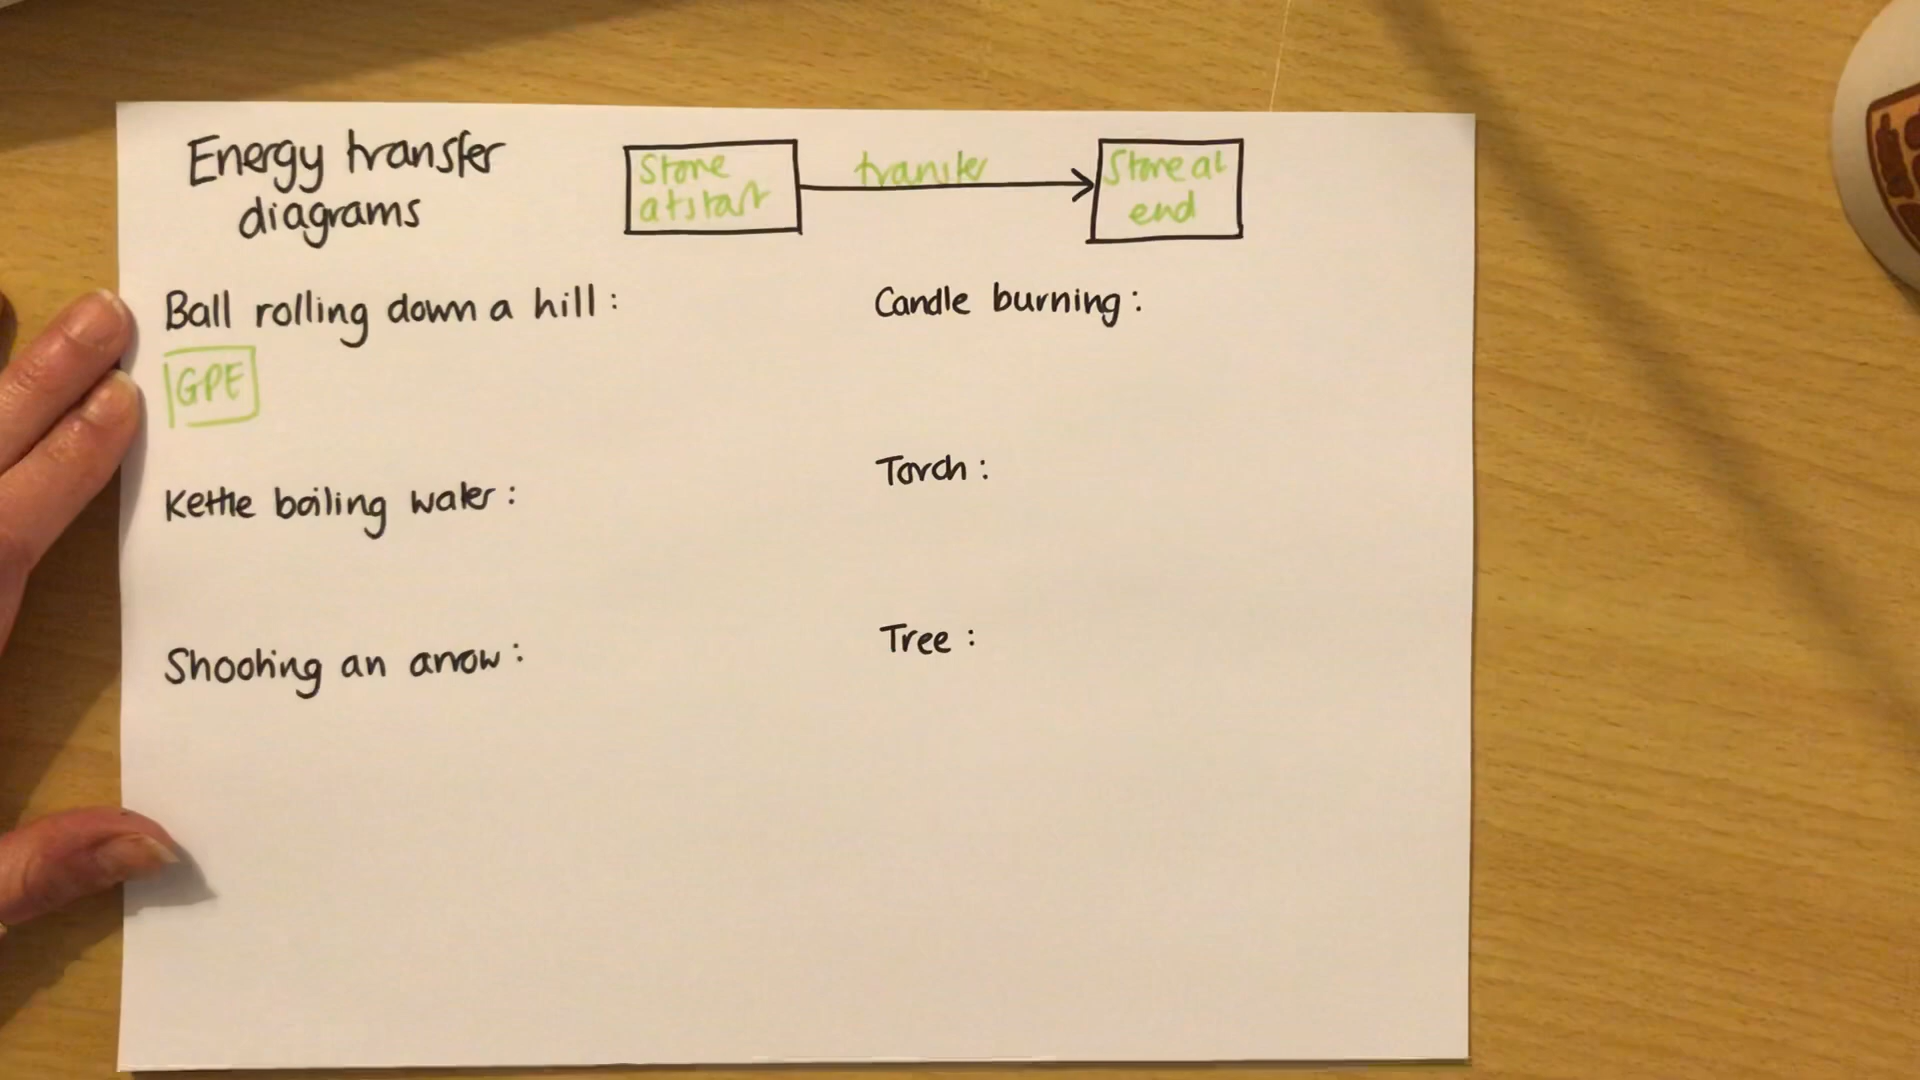 Energy transfer
diagrams
Store
at start
transfer
Store at
end
Ball rolling down a hill :
GPE
Kettle boiling water :
Shooting an arrow :
Candle burning :
Torch :
Tree :